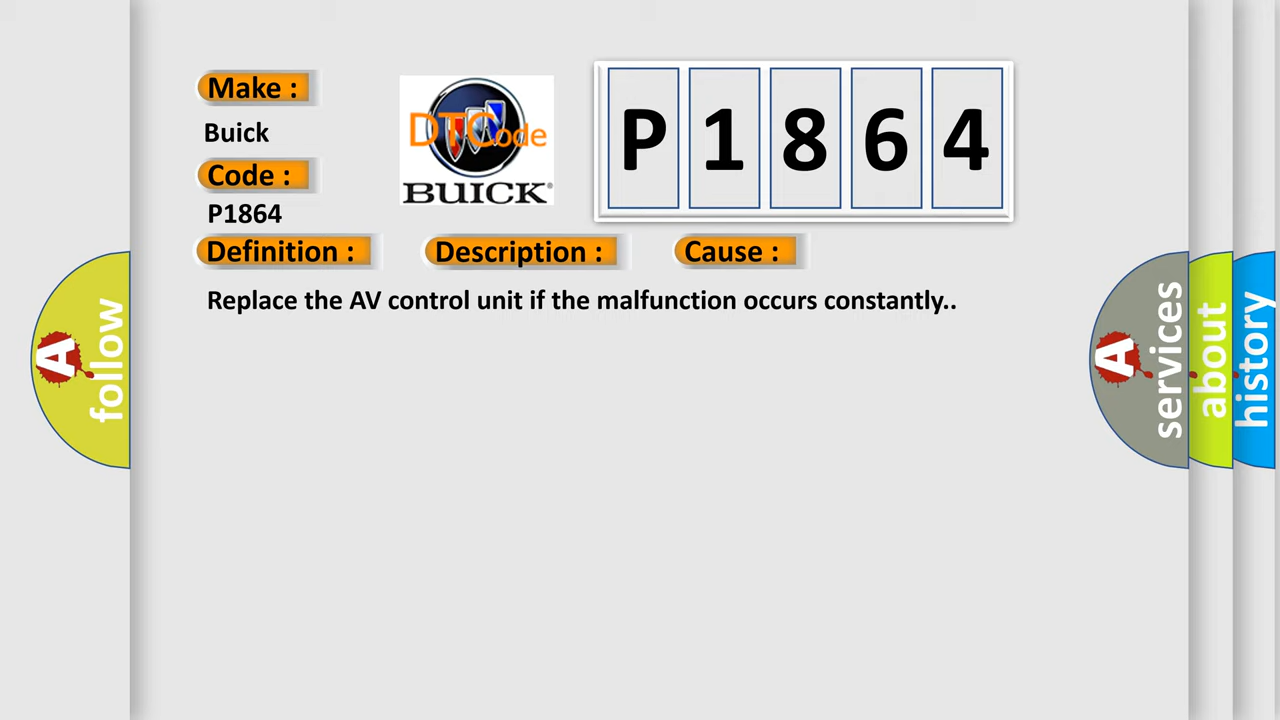 Make :
Buick
Code :
P1864
DTCode
BUICK
P 1 8 6 4
Definition :
Description :
Cause :
Replace the AV control unit if the malfunction occurs constantly..
A follow
A services
about
history